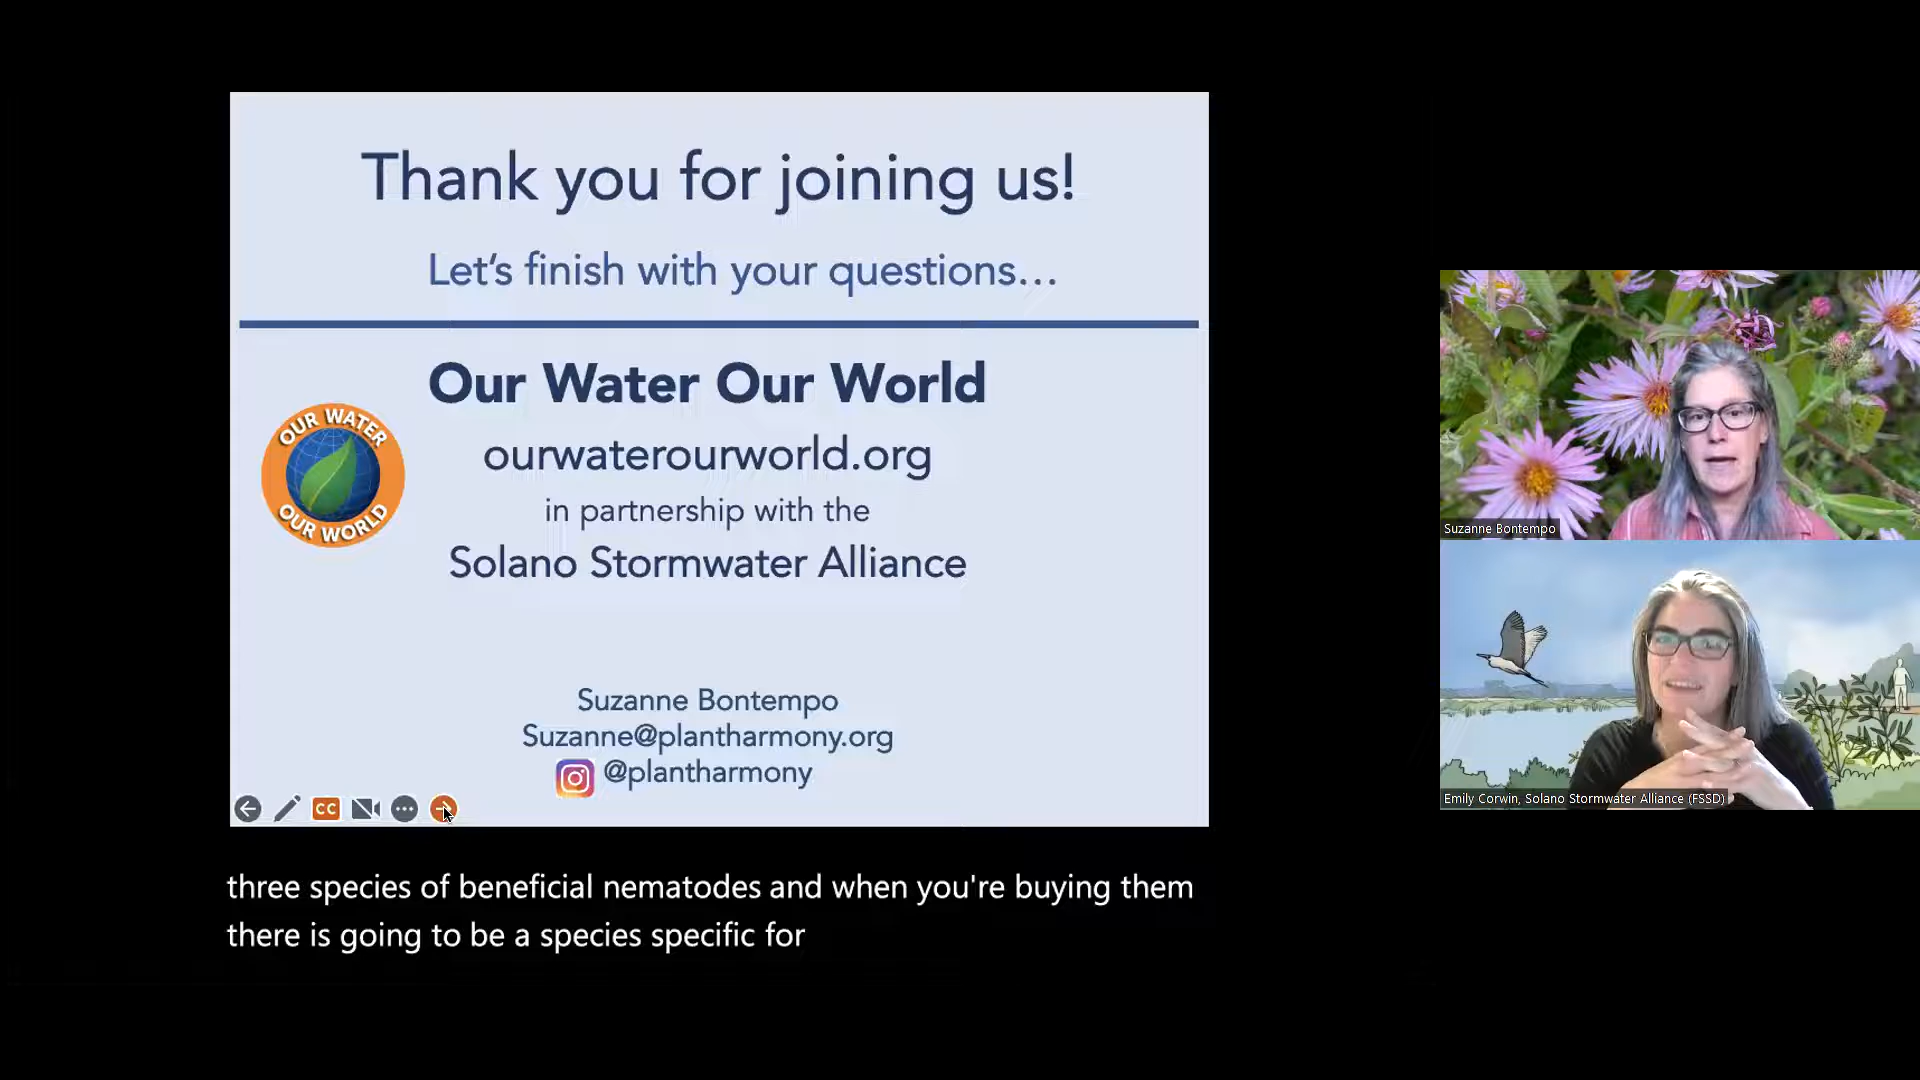 Thank you for joining us!
Let's finish with your questions...
Our Water Our World
OUR WATER
OUR WORLD
ourwaterourworld.org
in partnership with the
Solano Stormwater Alliance
Suzanne Bontempo
Suzanne@plantharmony.org
@plantharmony
CC
Suzanne Bontempo
Emily Corwin, Solano Stormwater Alliance (FSSD)
three species of beneficial nematodes and when you're buying them
there is going to be a species specific for